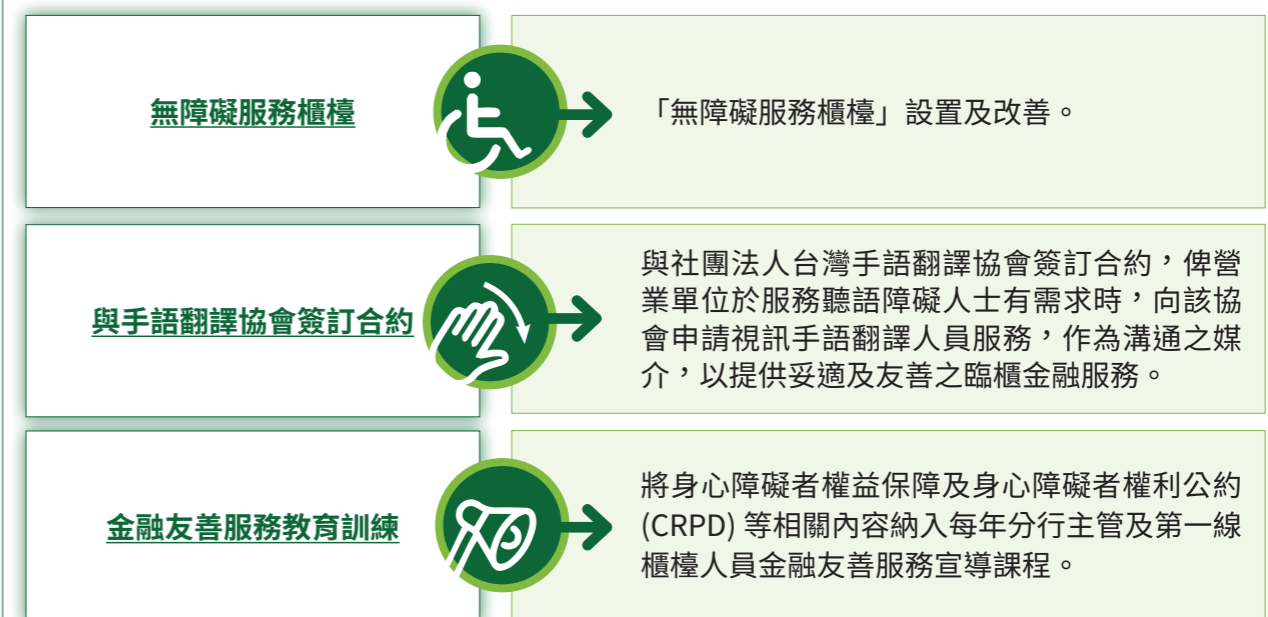 無障礙服務櫃檯
「無障礙服務櫃檯」設置及改善。
與手語翻譯協會簽訂合約
與社團法人台灣手語翻譯協會簽訂合約，俾營
業單位於服務聽語障礙人士有需求時，向該協
會申請視訊手語翻譯人員服務，作為溝通之媒
介，以提供妥適及友善之臨櫃金融服務。
金融友善服務教育訓練
將身心障礙者權益保障及身心障礙者權利公約
(CRPD) 等相關內容納入每年分行主管及第一線
櫃檯人員金融友善服務宣導課程。